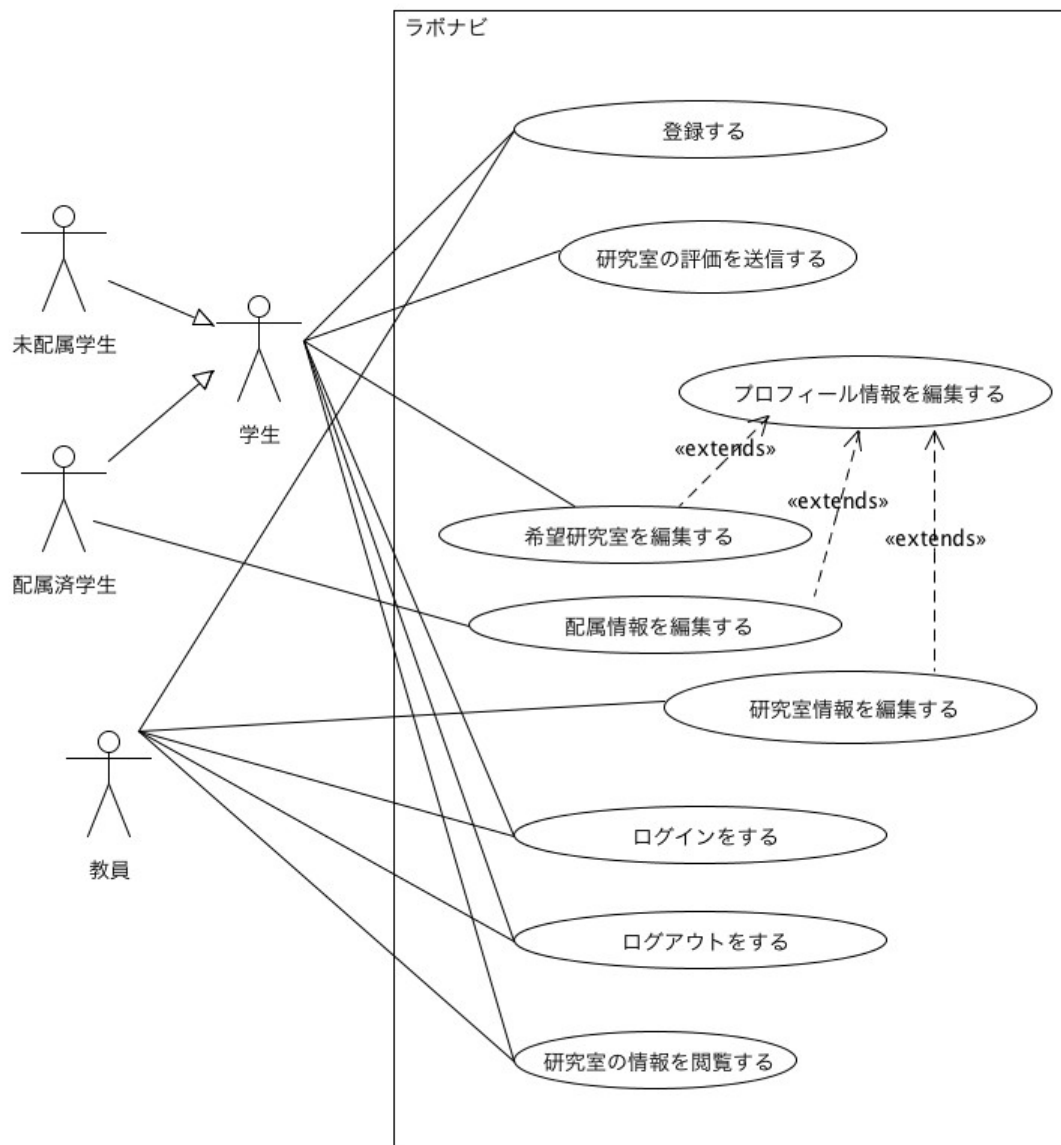 ラボナビ
登録する
研究室の評価を送信する
未配属学生
学生
プロフィール情報を編集する
«extends»
«extends»
«extends»
希望研究室を編集する
配属済学生
配属情報を編集する
研究室情報を編集する
教員
ログインをする
ログアウトをする
研究室の情報を閲覧する